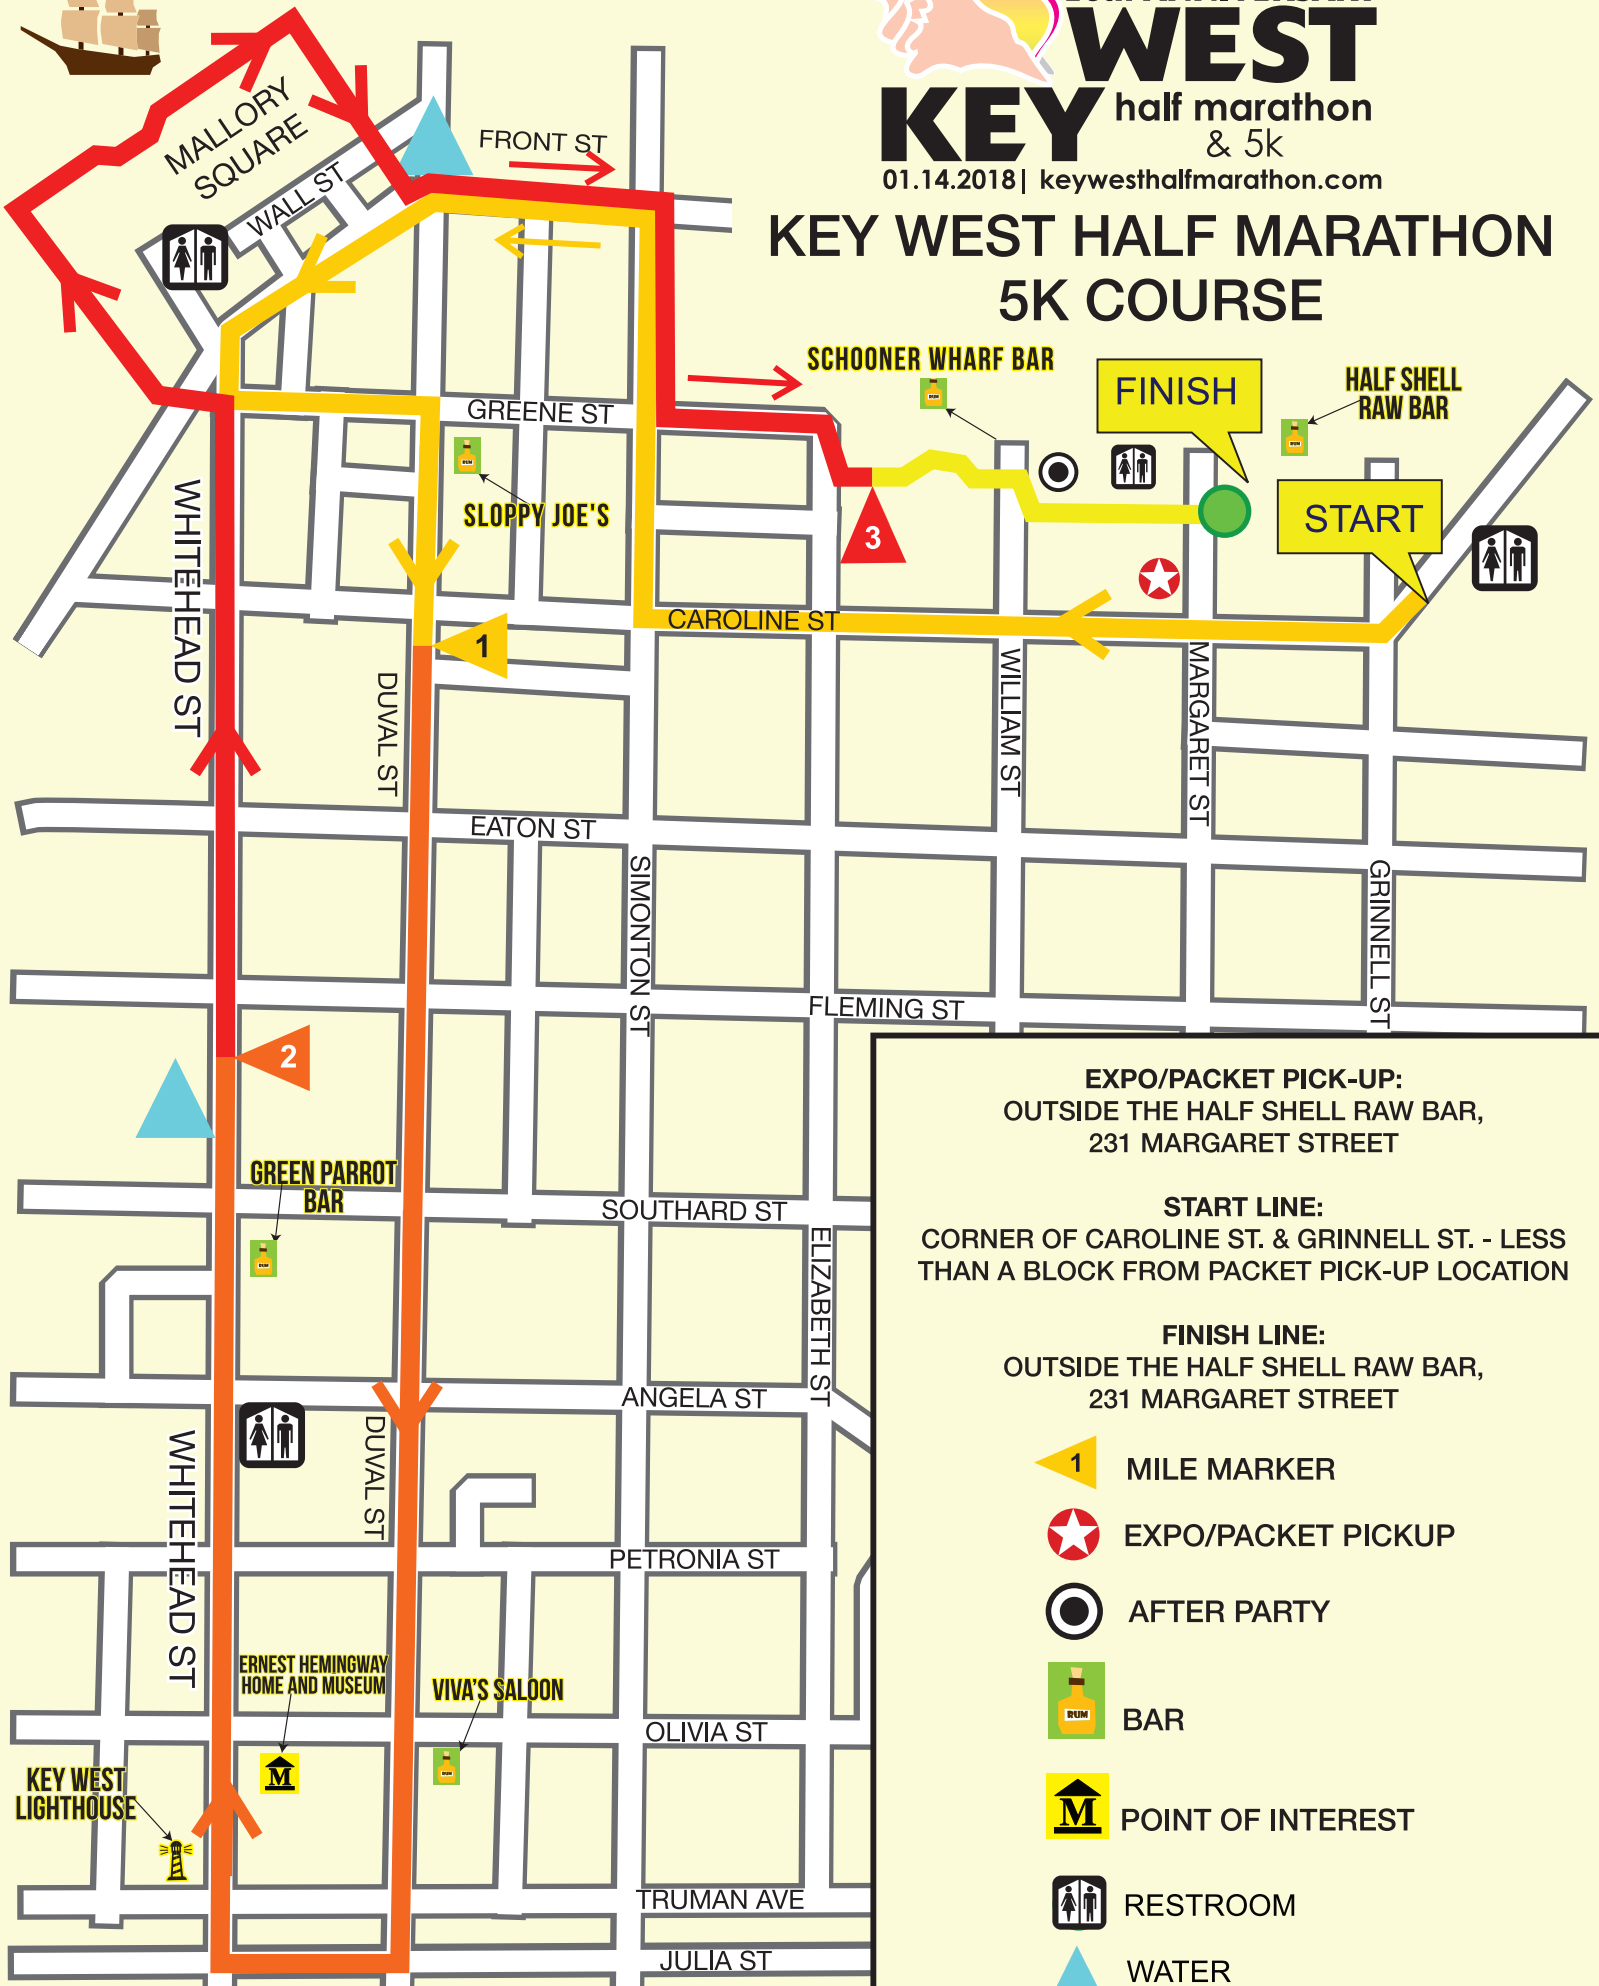 WEST
KEY
half marathon
& 5k
01.14.2018| keywesthalfmarathon.com
KEY WEST HALF MARATHON
5K COURSE
MALLORY
SQUARE
WALL ST
FRONT ST
SCHOONER WHARF BAR
FINISH
HALF SHELL
RAW BAR
START
GREENE ST
SLOPPY JOE'S
3
CAROLINE ST
1
WHITEHEAD ST
DUVAL ST
WILLIAM ST
MARGARET ST
EATON ST
SIMONTON ST
GRINNELL ST
FLEMING ST
2
GREEN PARROT
BAR
SOUTHARD ST
ELIZABETH ST
ANGELA ST
WHITEHEAD ST
DUVAL ST
PETRONIA ST
ERNEST HEMINGWAY
HOME AND MUSEUM
VIVA'S SALOON
OLIVIA ST
KEY WEST
LIGHTHOUSE
M
TRUMAN AVE
JULIA ST
EXPO/PACKET PICK-UP:
OUTSIDE THE HALF SHELL RAW BAR,
231 MARGARET STREET
START LINE:
CORNER OF CAROLINE ST. & GRINNELL ST. - LESS
THAN A BLOCK FROM PACKET PICK-UP LOCATION
FINISH LINE:
OUTSIDE THE HALF SHELL RAW BAR,
231 MARGARET STREET
1 MILE MARKER
EXPO/PACKET PICKUP
AFTER PARTY
RUM BAR
M POINT OF INTEREST
RESTROOM
WATER